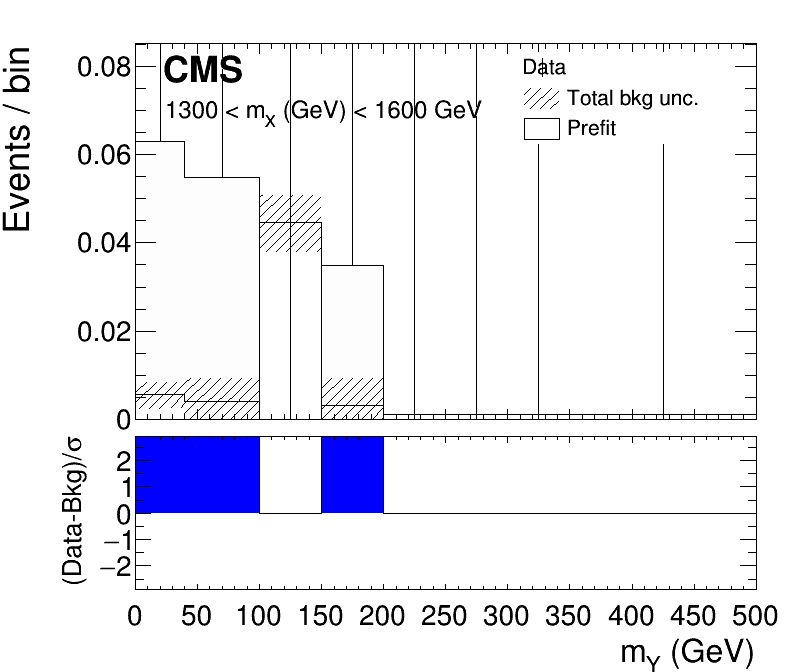 Events / bin
0.08
0.06
0.04
0.02
0
CMS
1300 < mX (GeV) < 1600 GeV
Data
Total bkg unc.
Prefit
(Data-Bkg)/σ
2
1
0
−1
−2
0 50 100 150 200 250 300 350 400 450 500
mY (GeV)